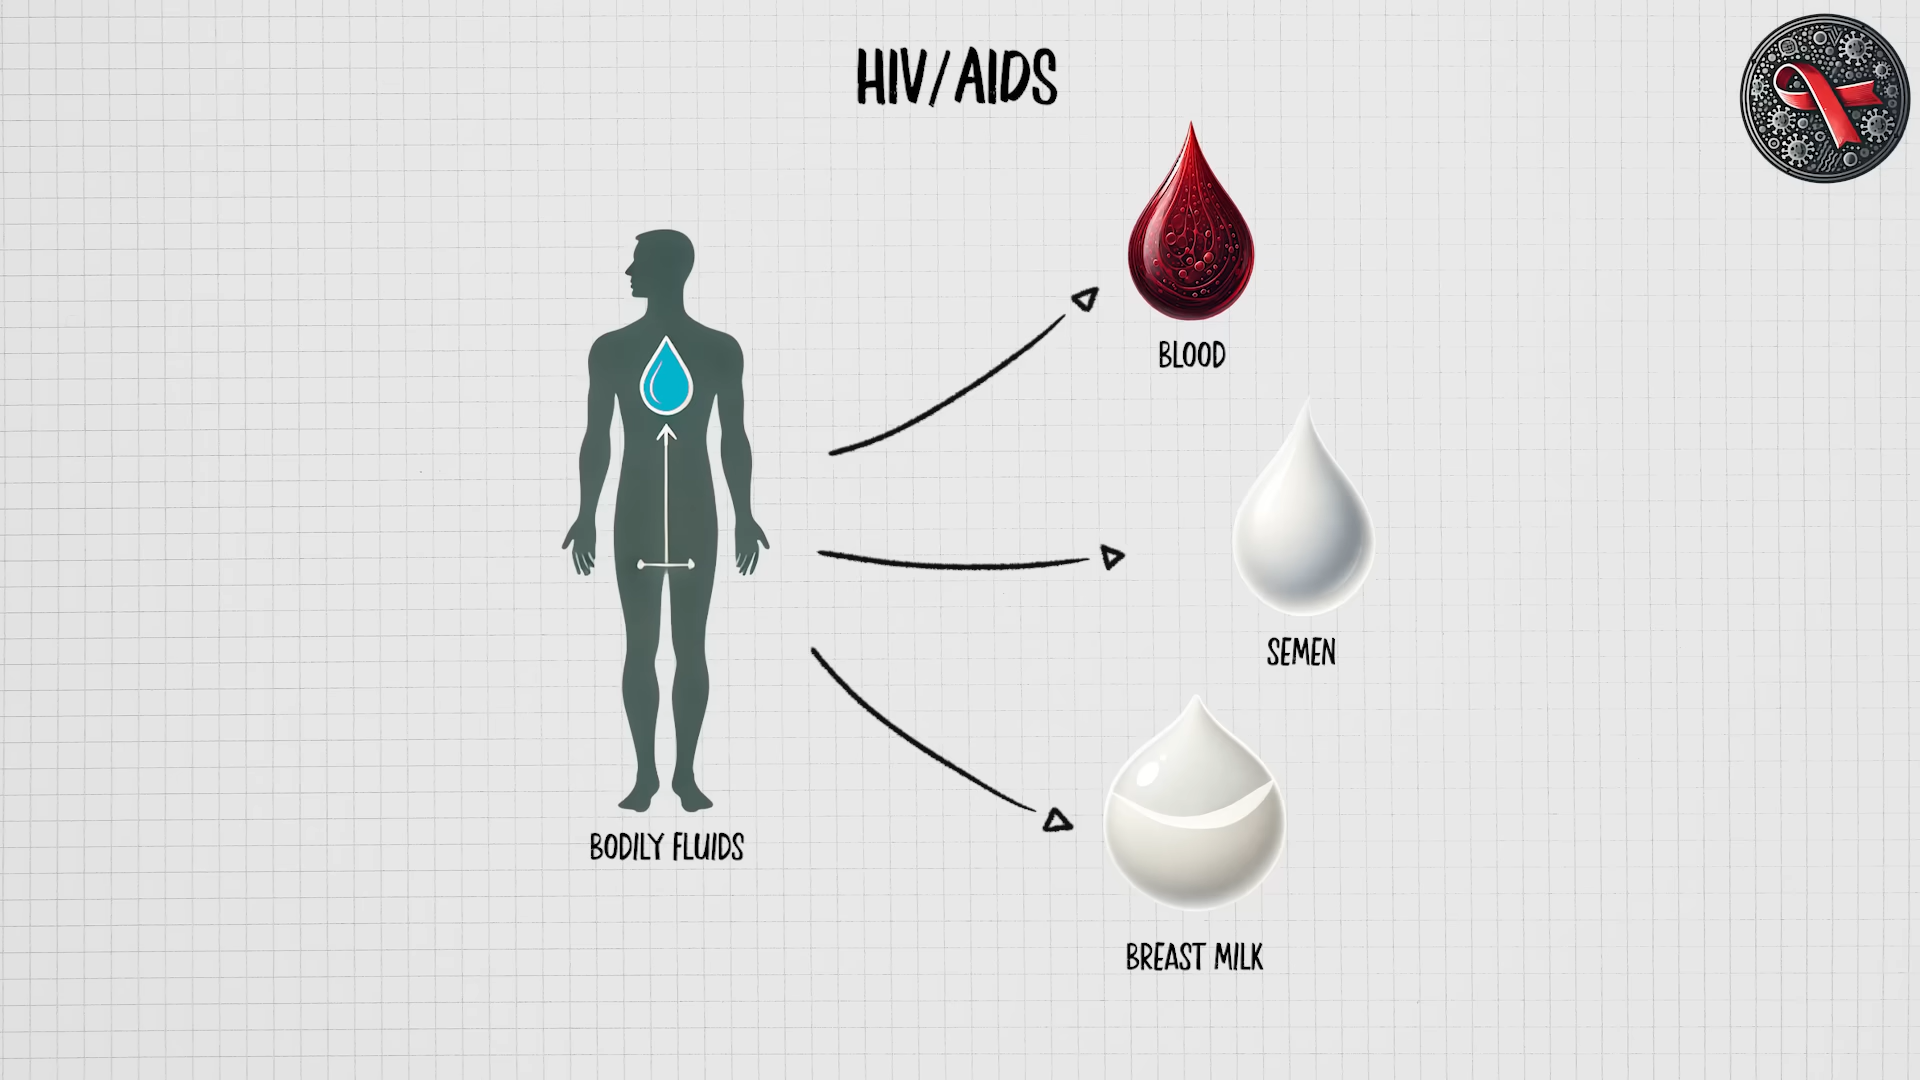 HIV/AIDS
BLOOD
SEMEN
BODILY FLUIDS
BREAST MILK